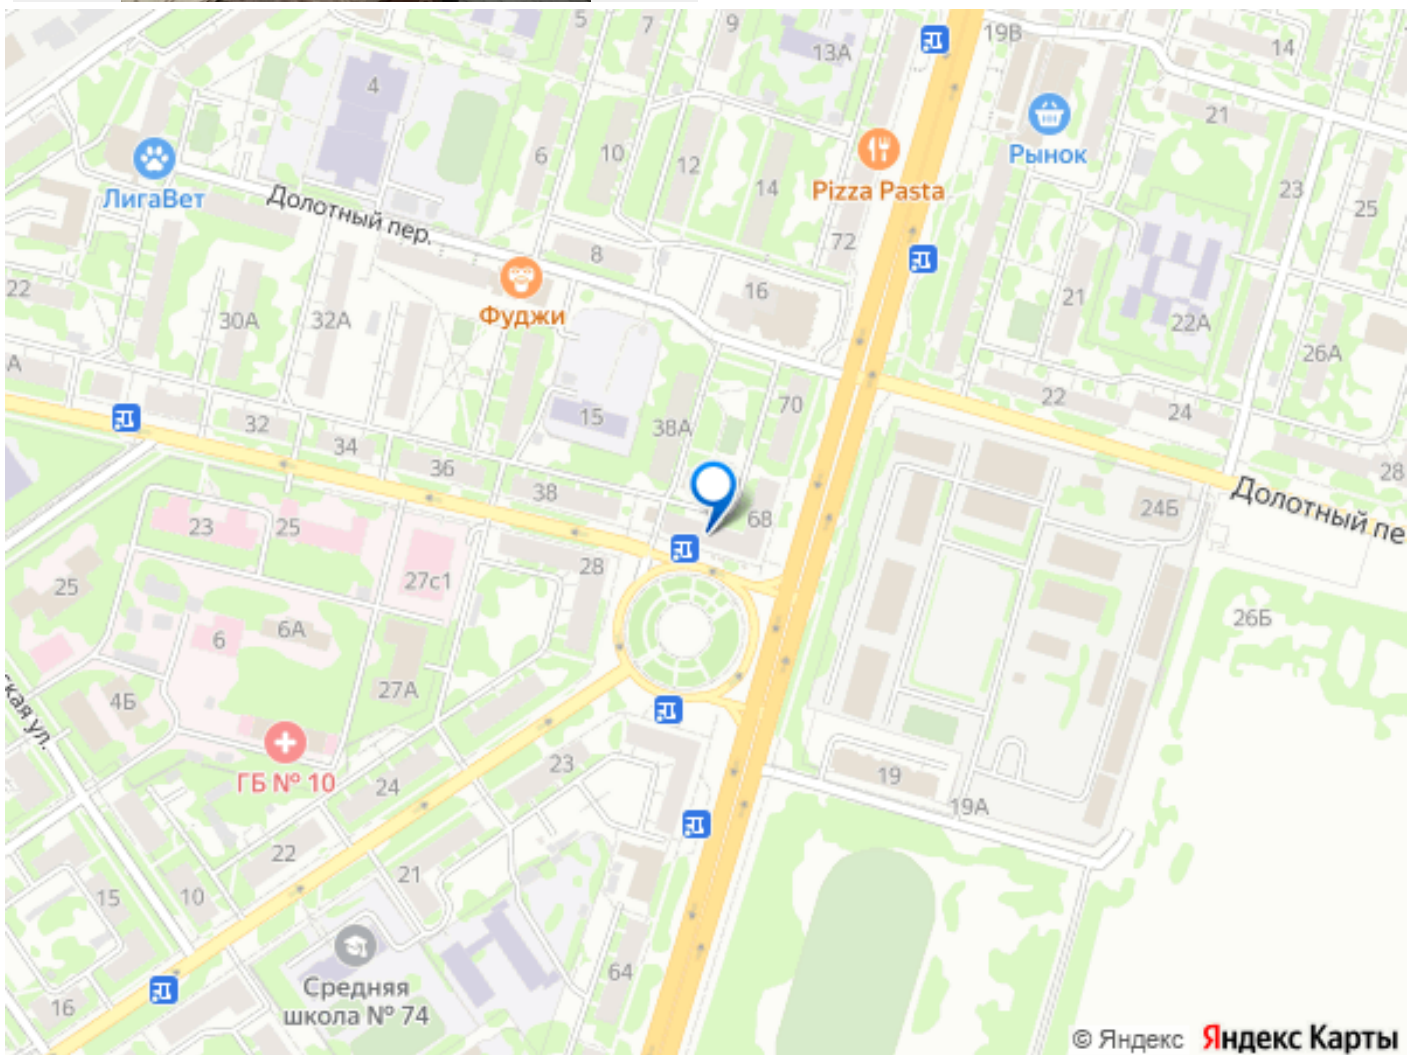 5
7
9
13А
19В
14
4
21
Рынок
Pizza Pasta
6
10
12
14
23
25
ЛигаВет
Долотный пер.
72
8
16
22
30А
32А
Фуджи
21
22А
26А
А
70
22
24
15
38А
32
34
36
38
28
Долотный пе
24Б
68
23
25
27с1
28
25
6
6А
26Б
27А
4Б
ская ул.
ГБ № 10
24
23
19
19А
22
21
15
10
64
16
Средняя
школа № 74
© Яндекс Яндекс Карты